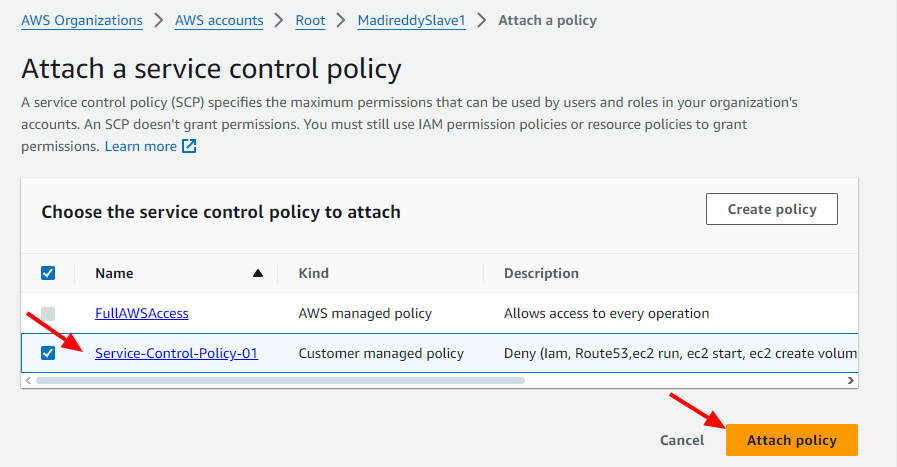 AWS Organizations > AWS accounts > Root > MadireddySlave1 > Attach a policy
Attach a service control policy
A service control policy (SCP) specifies the maximum permissions that can be used by users and roles in your organization's
accounts. An SCP doesn't grant permissions. You must still use IAM permission policies or resource policies to grant
permissions. Learn more
Choose the service control policy to attach
Create policy
Name Kind Description
FullAWSAccess AWS managed policy Allows access to every operation
Service-Control-Policy-01 Customer managed policy Deny (Iam, Route53,ec2 run, ec2 start, ec2 create volum
Cancel Attach policy